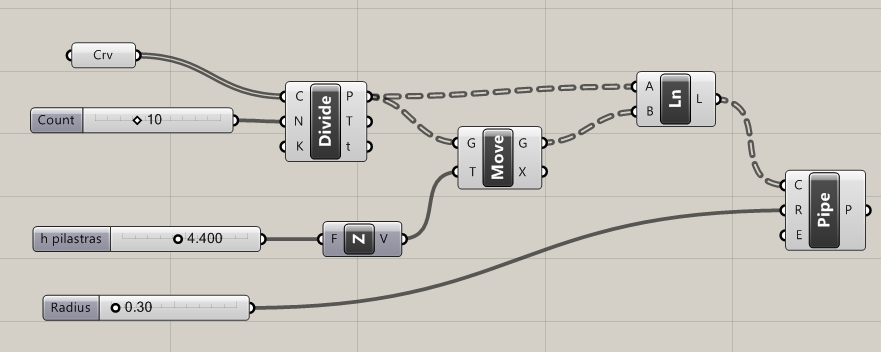 Crv
Count 10
C N K Divide P T t
G T Move G X
A B Ln L
h pilastras 4.400
F Z V
C R E Pipe P
Radius 0.30